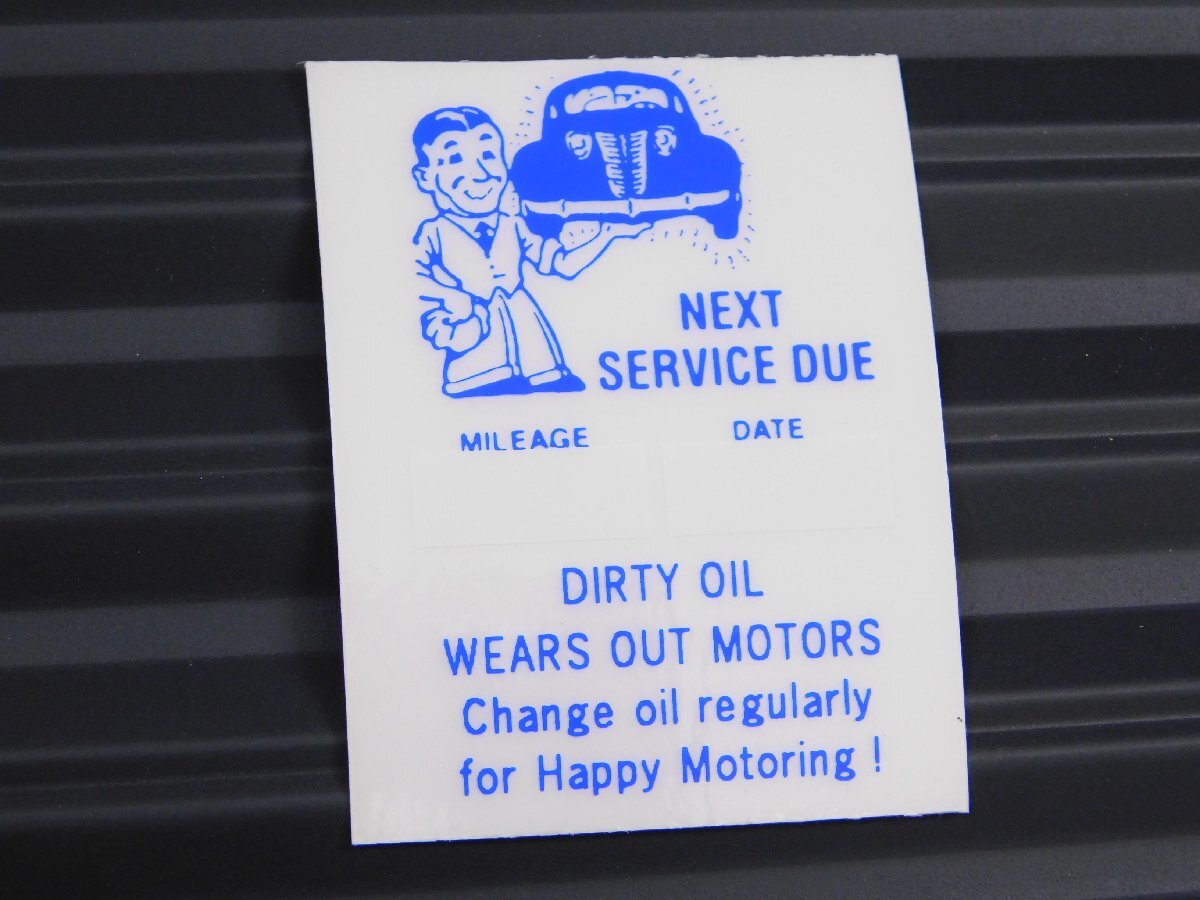 NEXT
SERVICE DUE
MILEAGE DATE
DIRTY OIL
WEARS OUT MOTORS
Change oil regularly
for Happy Motoring !